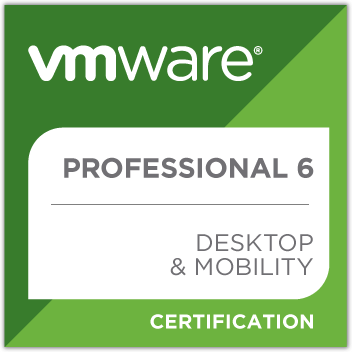 vmware®
PROFESSIONAL 6
DESKTOP
& MOBILITY
CERTIFICATION